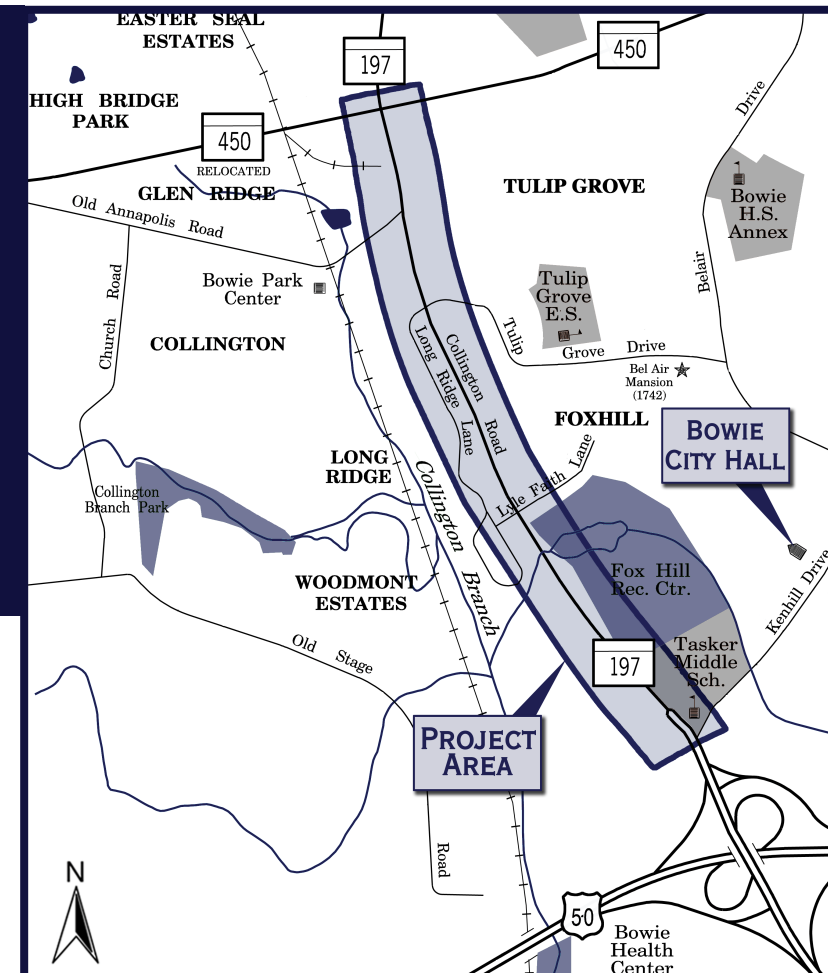 EASTER SEAL
ESTATES
197
450
HIGH BRIDGE
PARK
450
RELOCATED
Drive
GLEN RIDGE
TULIP GROVE
Bowie
H.S.
Annex
Old Annapolis Road
Belair
Church Road
Bowie Park
Center
Tulip
Grove
E.S.
COLLINGTON
Tulip
Grove Drive
Long Ridge Lane
Collington Road
Bel Air
Mansion
(1742)
FOXHILL
BOWIE
CITY HALL
LONG
RIDGE
Lyle Faith Lane
Collington
Branch Park
Collington Branch
WOODMONT
ESTATES
Fox Hill
Rec. Ctr.
Kenhill Drive
Old Stage
197
Tasker
Middle
Sch.
PROJECT
AREA
Road
N
50
Bowie
Health
Center